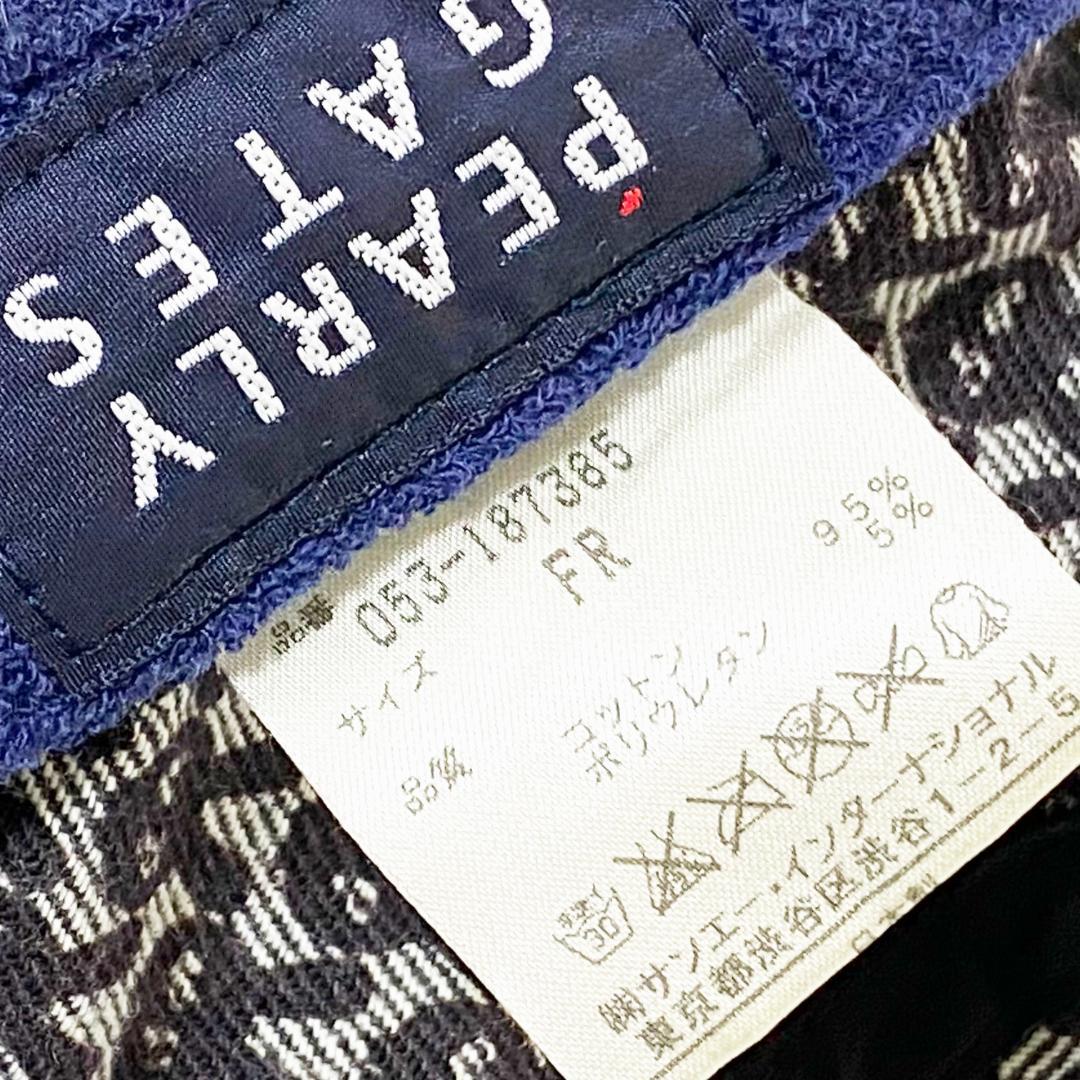 PEARLY
GATES
品番 053-187385
サイズ FR
品質 コットン 95%
ポリウレタン 5%
30
㈱サンエー・インターナショナル
東京都渋谷区渋谷1-2-5